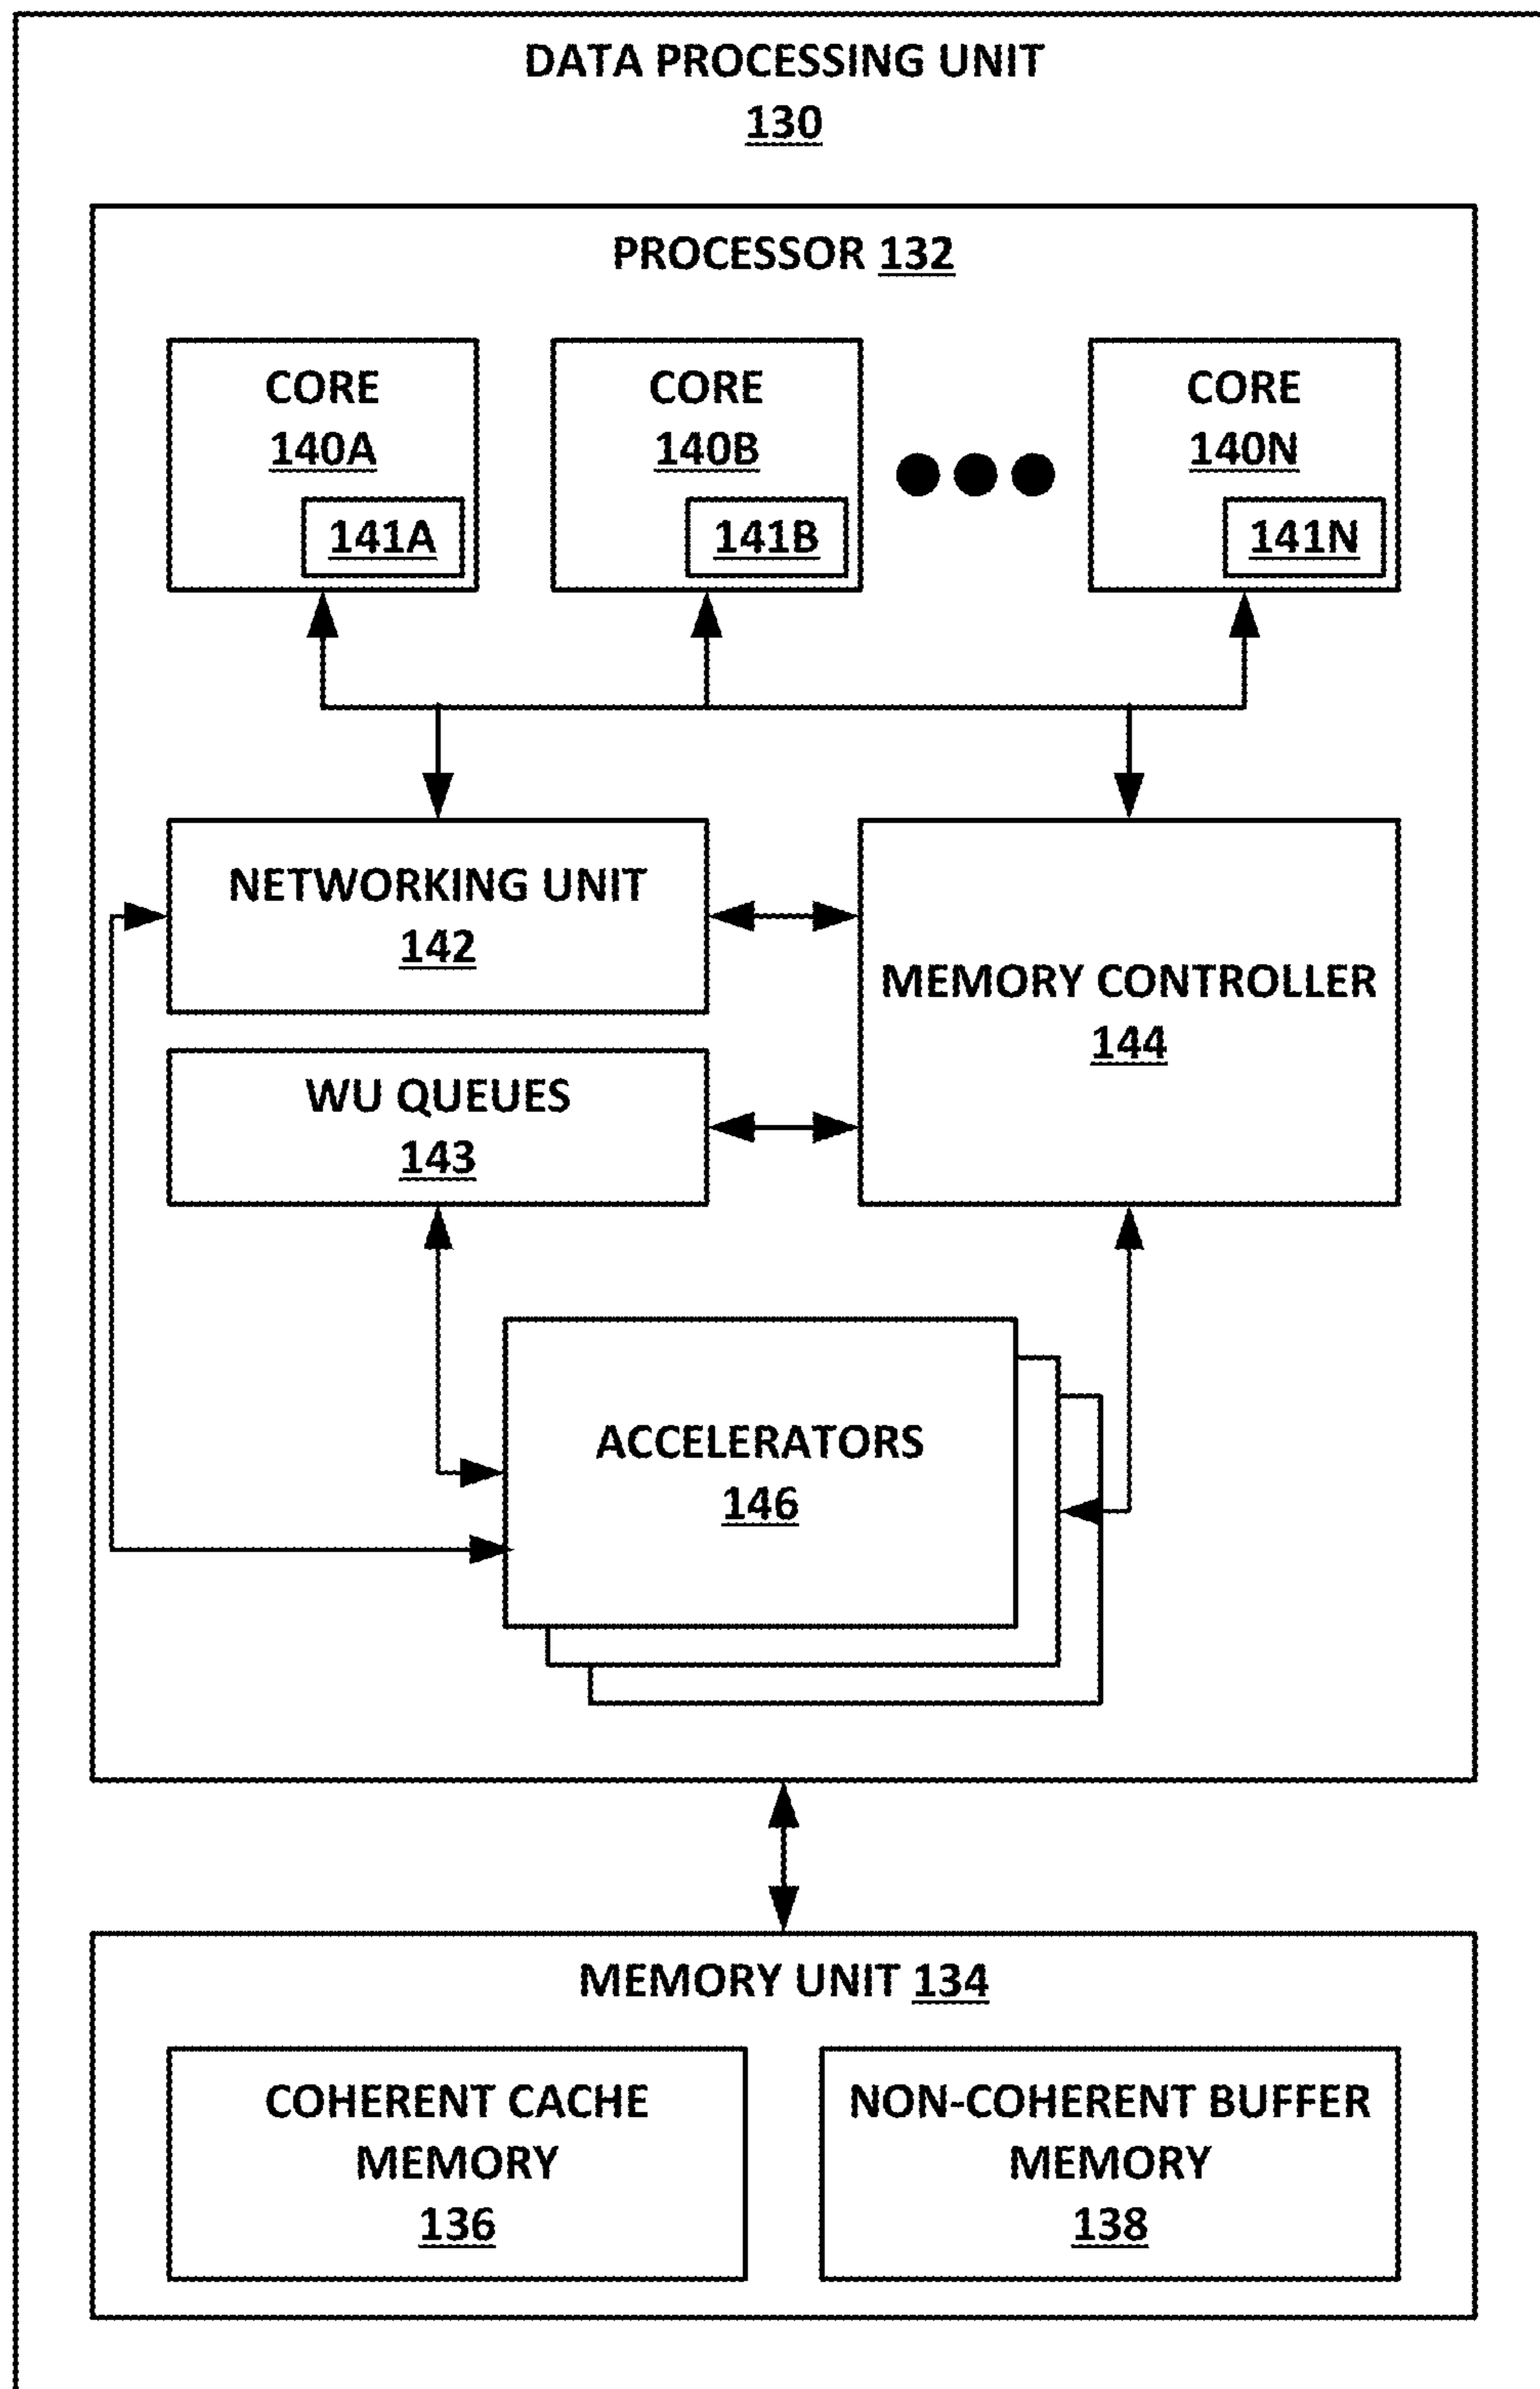 DATA PROCESSING UNIT
130
PROCESSOR 132
CORE
140A
141A
CORE
140B
141B
CORE
140N
141N
NETWORKING UNIT
142
MEMORY CONTROLLER
144
WU QUEUES
143
ACCELERATORS
146
MEMORY UNIT 134
COHERENT CACHE
MEMORY
136
NON-COHERENT BUFFER
MEMORY
138